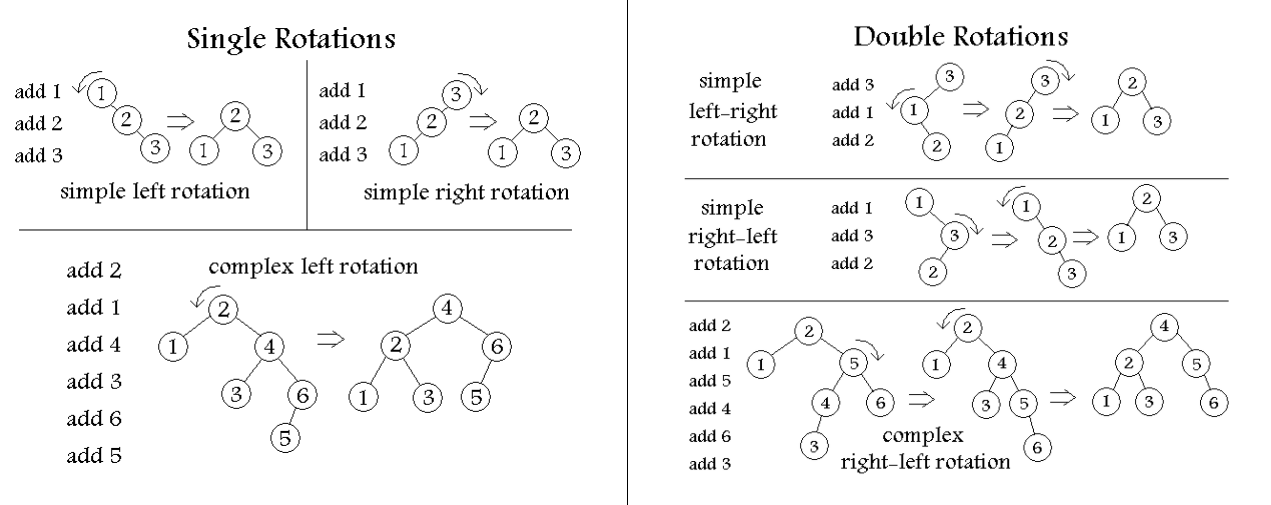 Single Rotations
add 1
add 2
add 3
1
2
3
⇒
2
1
3
simple left rotation
add 1
add 2
add 3
3
2
1
⇒
2
1
3
simple right rotation
complex left rotation
add 2
add 1
add 4
add 3
add 6
add 5
2
1 4
3 6
5
⇒
4
2 6
1 3 5
Double Rotations
simple
left-right
rotation
add 3
add 1
add 2
3
1
2
⇒
3
2
1
⇒
2
1 3
simple
right-left
rotation
add 1
add 3
add 2
1
3
2
⇒
1
2
3
⇒
2
1 3
add 2
add 1
add 5
add 4
add 6
add 3
2
1 5
4 6
3
⇒
2
1 4
3 5
6
⇒
4
2 5
1 3 6
complex
right-left rotation